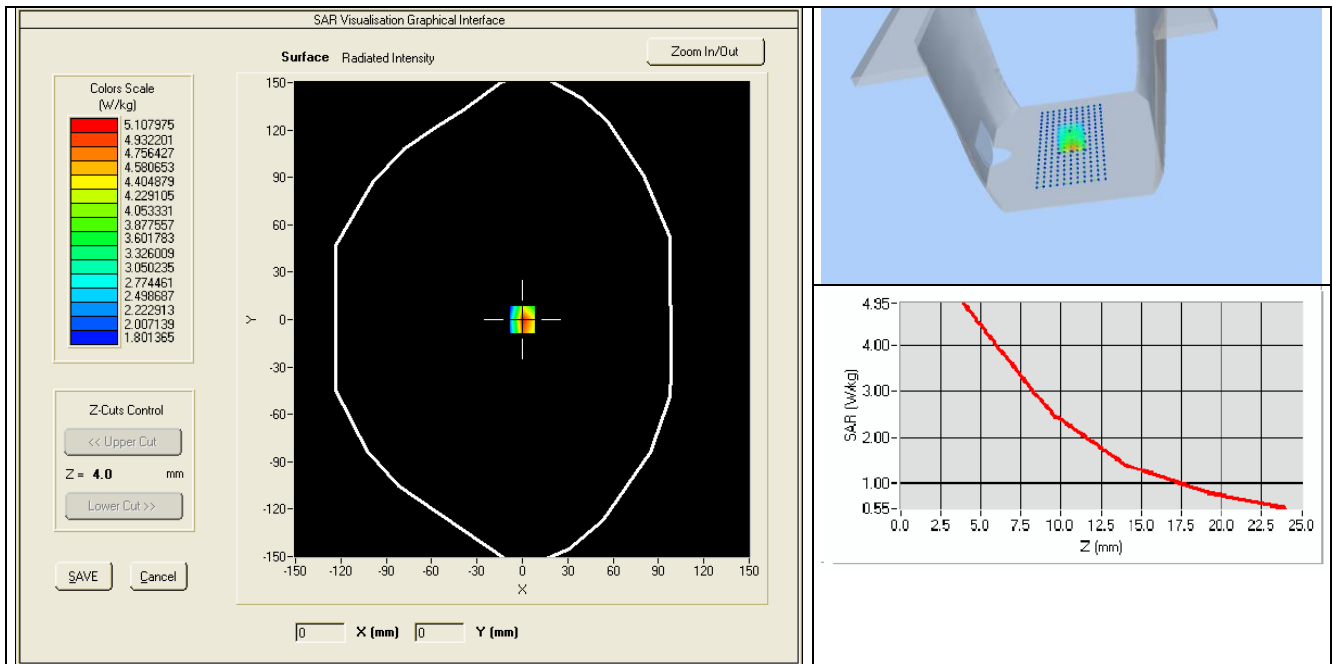 SAR Visualisation Graphical Interface
Surface Radiated Intensity
Zoom In/Out
Colors Scale
(W/kg)
5.107975
4.932201
4.756427
4.580653
4.404879
4.229105
4.053331
3.877557
3.601783
3.326009
3.050235
2.774461
2.498687
2.222913
2.007139
1.801365
Z-Cuts Control
<< Upper Cut
Z = 4.0 mm
Lower Cut >>
SAVE
Cancel
150
120
90
60
30
0
-30
-60
-90
-120
-150
Y
-150 -120 -90 -60 -30 0 30 60 90 120 150
X
0 X (mm) 0 Y (mm)
4.95
4.00
3.00
2.00
1.00
0.55
SAR (W/kg)
0.0 2.5 5.0 7.5 10.0 12.5 15.0 17.5 20.0 22.5 25.0
Z (mm)